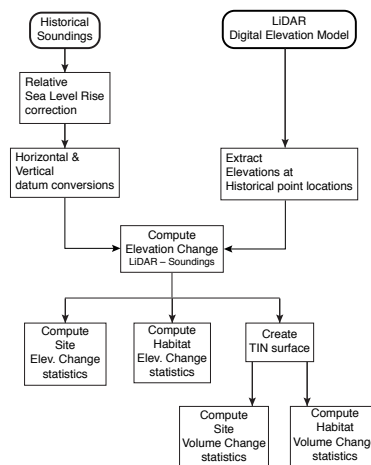 Historical
Soundings
LiDAR
Digital Elevation Model
Relative
Sea Level Rise
correction
Horizontal &
Vertical
datum conversions
Extract
Elevations at
Historical point locations
Compute
Elevation Change
LiDAR – Soundings
Compute
Site
Elev. Change
statistics
Compute
Habitat
Elev. Change
statistics
Create
TIN surface
Compute
Site
Volume Change
statistics
Compute
Habitat
Volume Change
statistics